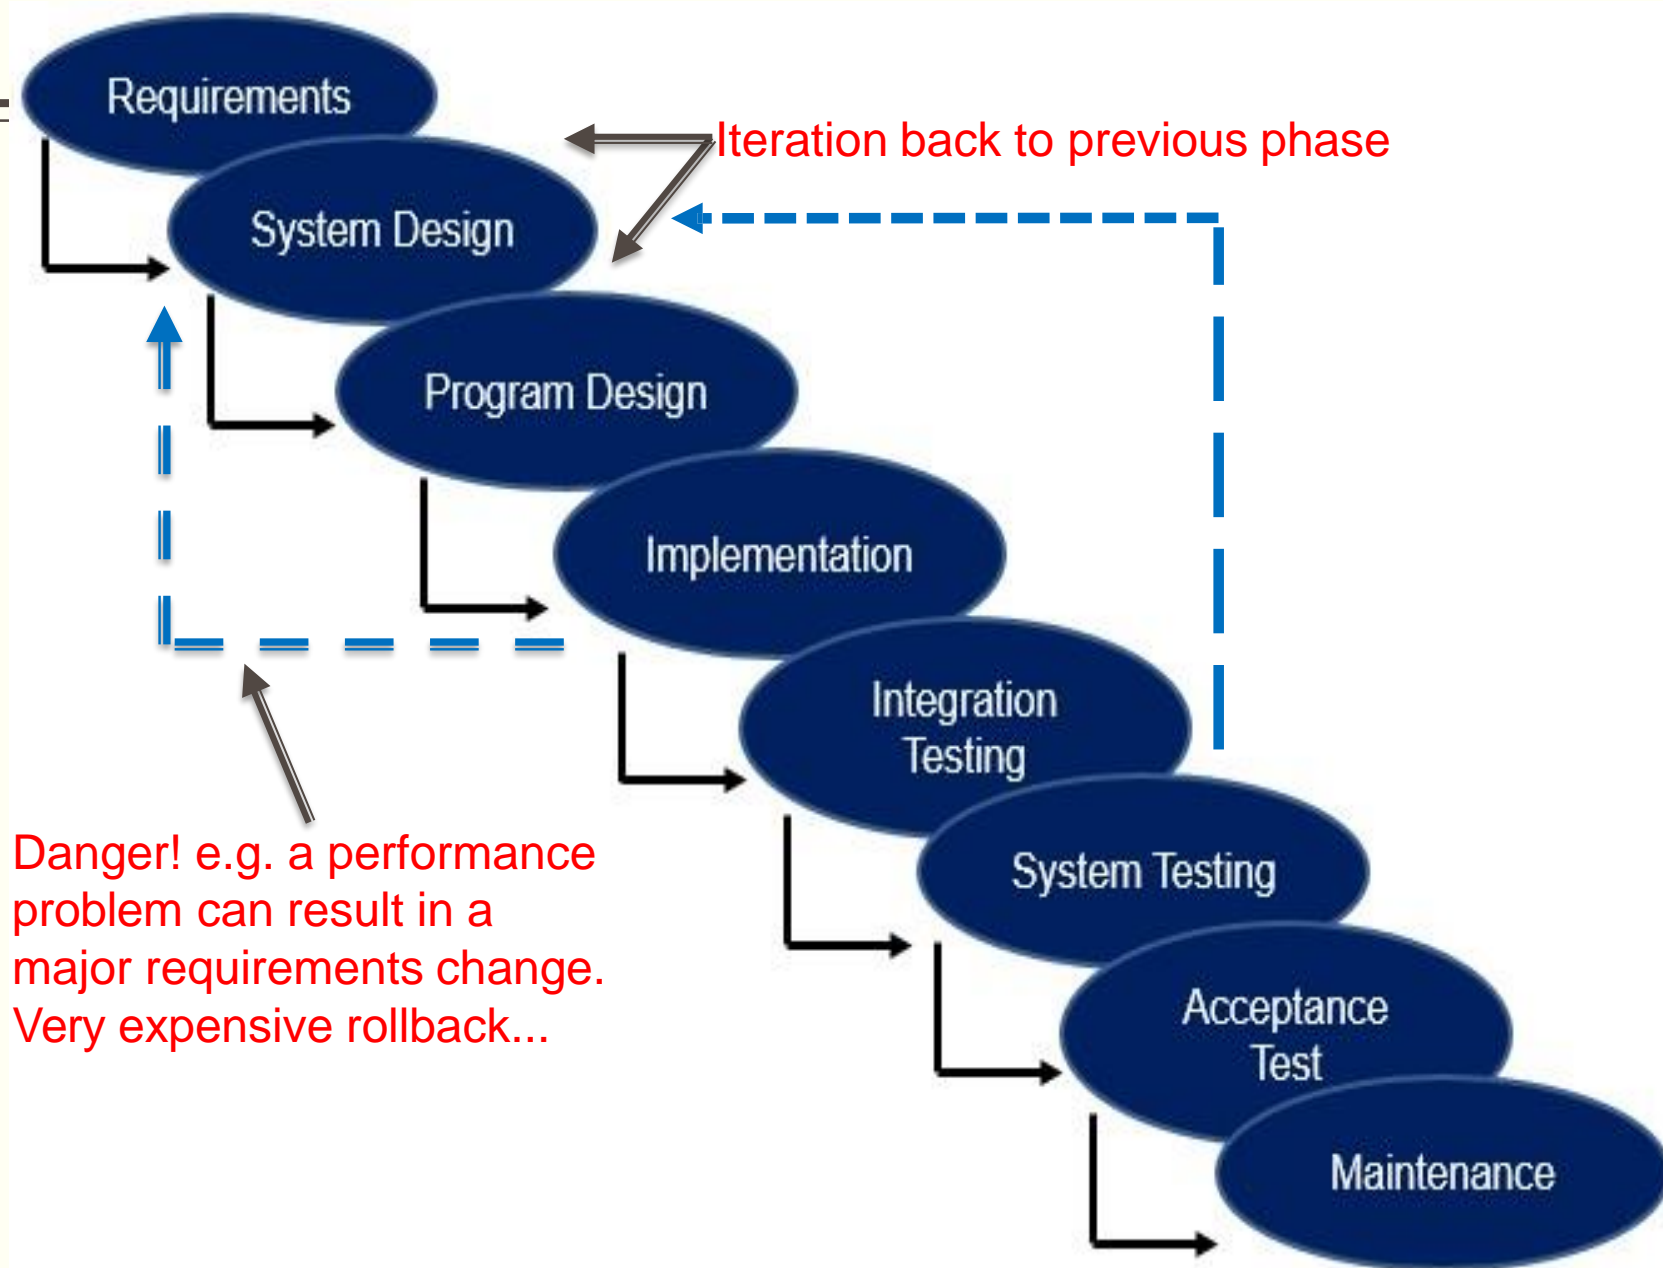 Requirements
Iteration back to previous phase
System Design
Program Design
Implementation
Integration
Testing
Danger! e.g. a performance
problem can result in a
major requirements change.
Very expensive rollback...
System Testing
Acceptance
Test
Maintenance